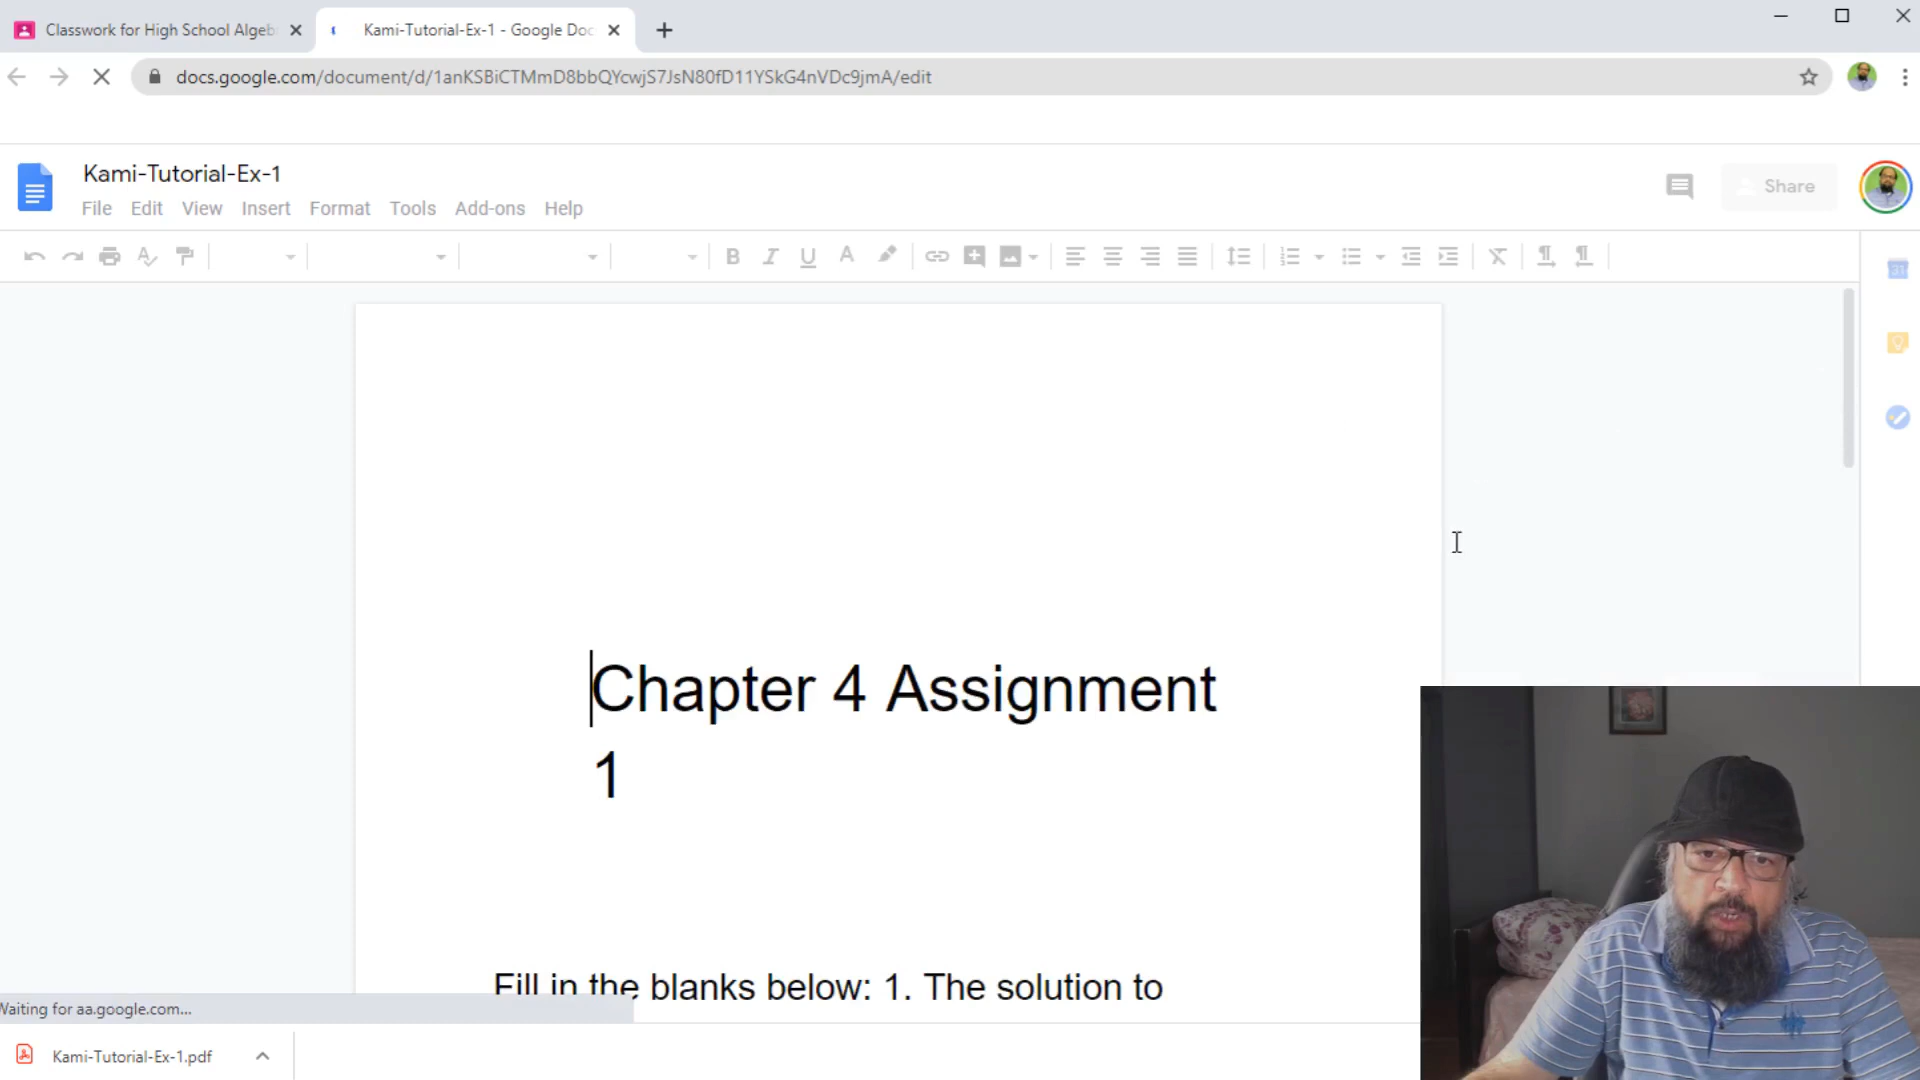 Classwork for High School Algeb
Kami-Tutorial-Ex-1 - Google Doc
docs.google.com/document/d/1anKSBiCTMmD8bbQYcwjS7JsN80fD11YSkG4nVDc9jmA/edit
Kami-Tutorial-Ex-1
File Edit View Insert Format Tools Add-ons Help
Share
31
Chapter 4 Assignment
1
Fill in the blanks below: 1. The solution to
Waiting for aa.google.com...
Kami-Tutorial-Ex-1.pdf